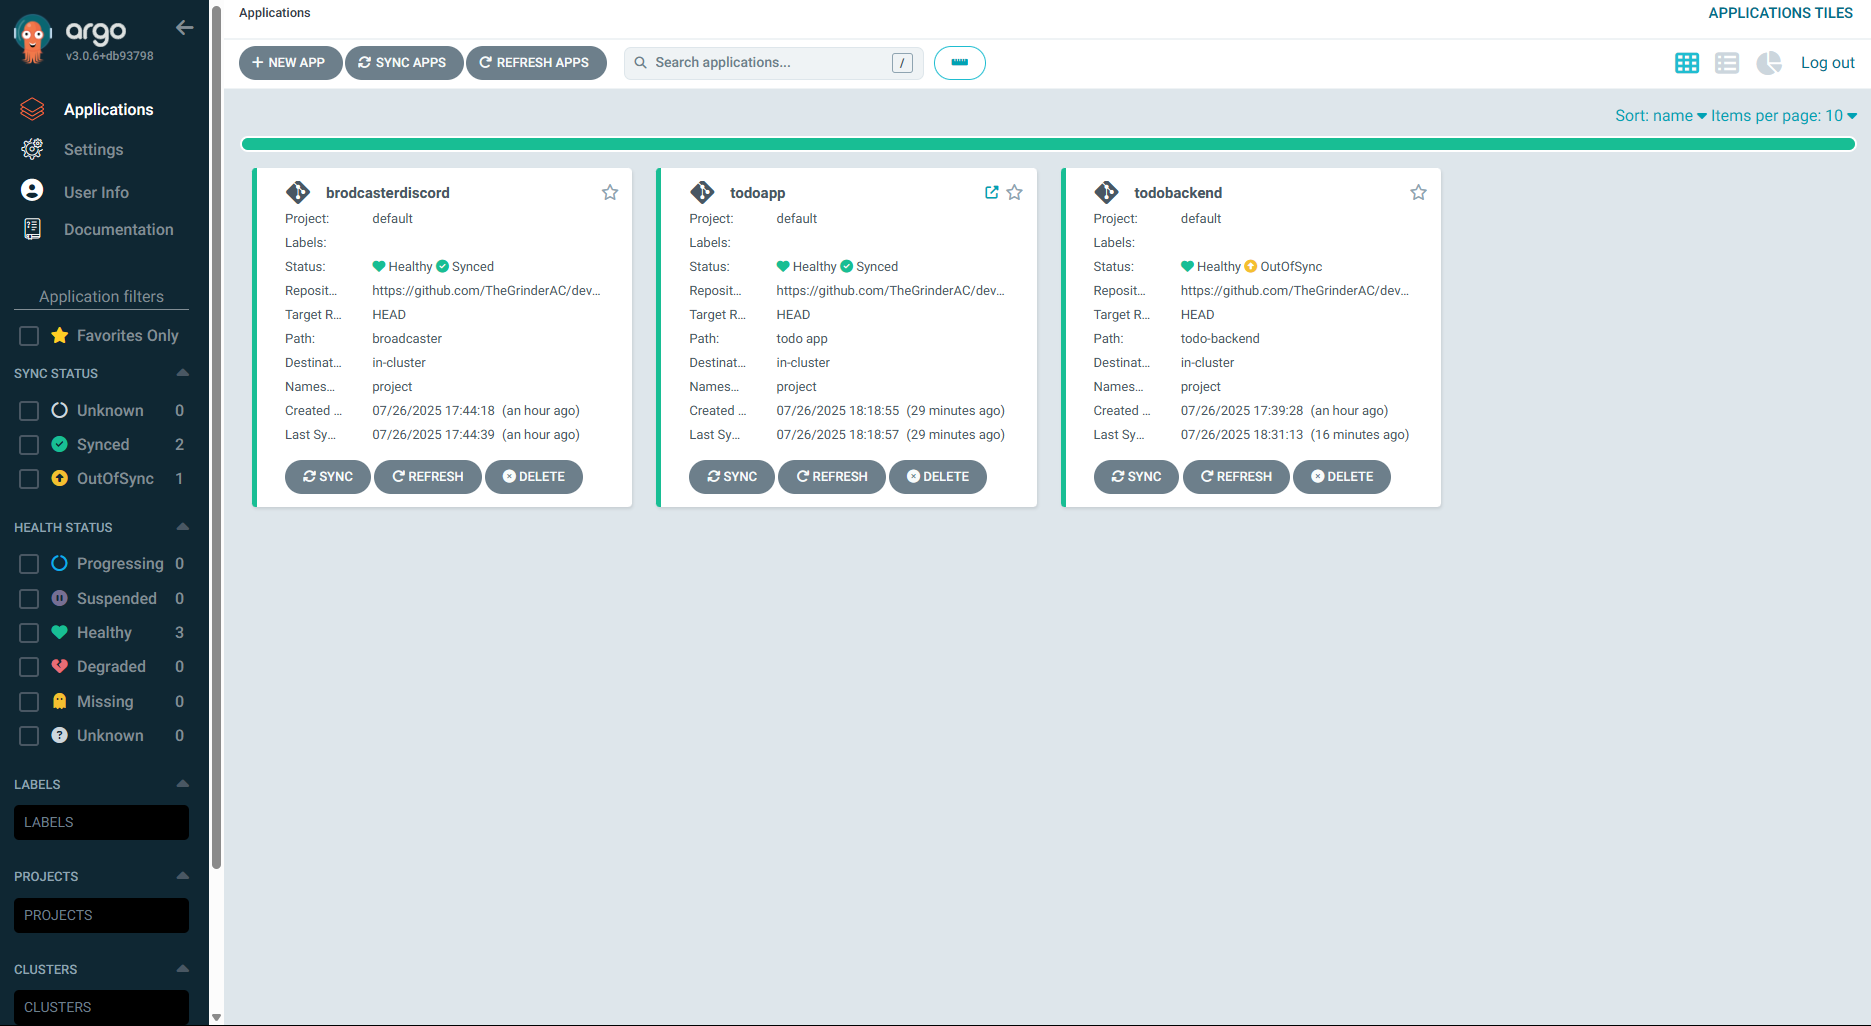 argo
v3.0.6+db93798
Applications
Settings
User Info
Documentation
Application filters
Favorites Only
SYNC STATUS
Unknown 0
Synced 2
OutOfSync 1
HEALTH STATUS
Progressing 0
Suspended 0
Healthy 3
Degraded 0
Missing 0
Unknown 0
LABELS
LABELS
PROJECTS
PROJECTS
CLUSTERS
CLUSTERS
Applications
APPLICATIONS TILES
+ NEW APP SYNC APPS REFRESH APPS Search applications... / Log out
Sort: name Items per page: 10
brodcasterdiscord
Project: default
Labels:
Status: Healthy Synced
Reposit... https://github.com/TheGrinderAC/dev...
Target R... HEAD
Path: broadcaster
Destinat... in-cluster
Names... project
Created ... 07/26/2025 17:44:18 (an hour ago)
Last Sy... 07/26/2025 17:44:39 (an hour ago)
SYNC REFRESH DELETE
todoapp
Project: default
Labels:
Status: Healthy Synced
Reposit... https://github.com/TheGrinderAC/dev...
Target R... HEAD
Path: todo app
Destinat... in-cluster
Names... project
Created ... 07/26/2025 18:18:55 (29 minutes ago)
Last Sy... 07/26/2025 18:18:57 (29 minutes ago)
SYNC REFRESH DELETE
todobackend
Project: default
Labels:
Status: Healthy OutOfSync
Reposit... https://github.com/TheGrinderAC/dev...
Target R... HEAD
Path: todo-backend
Destinat... in-cluster
Names... project
Created ... 07/26/2025 17:39:28 (an hour ago)
Last Sy... 07/26/2025 18:31:13 (16 minutes ago)
SYNC REFRESH DELETE